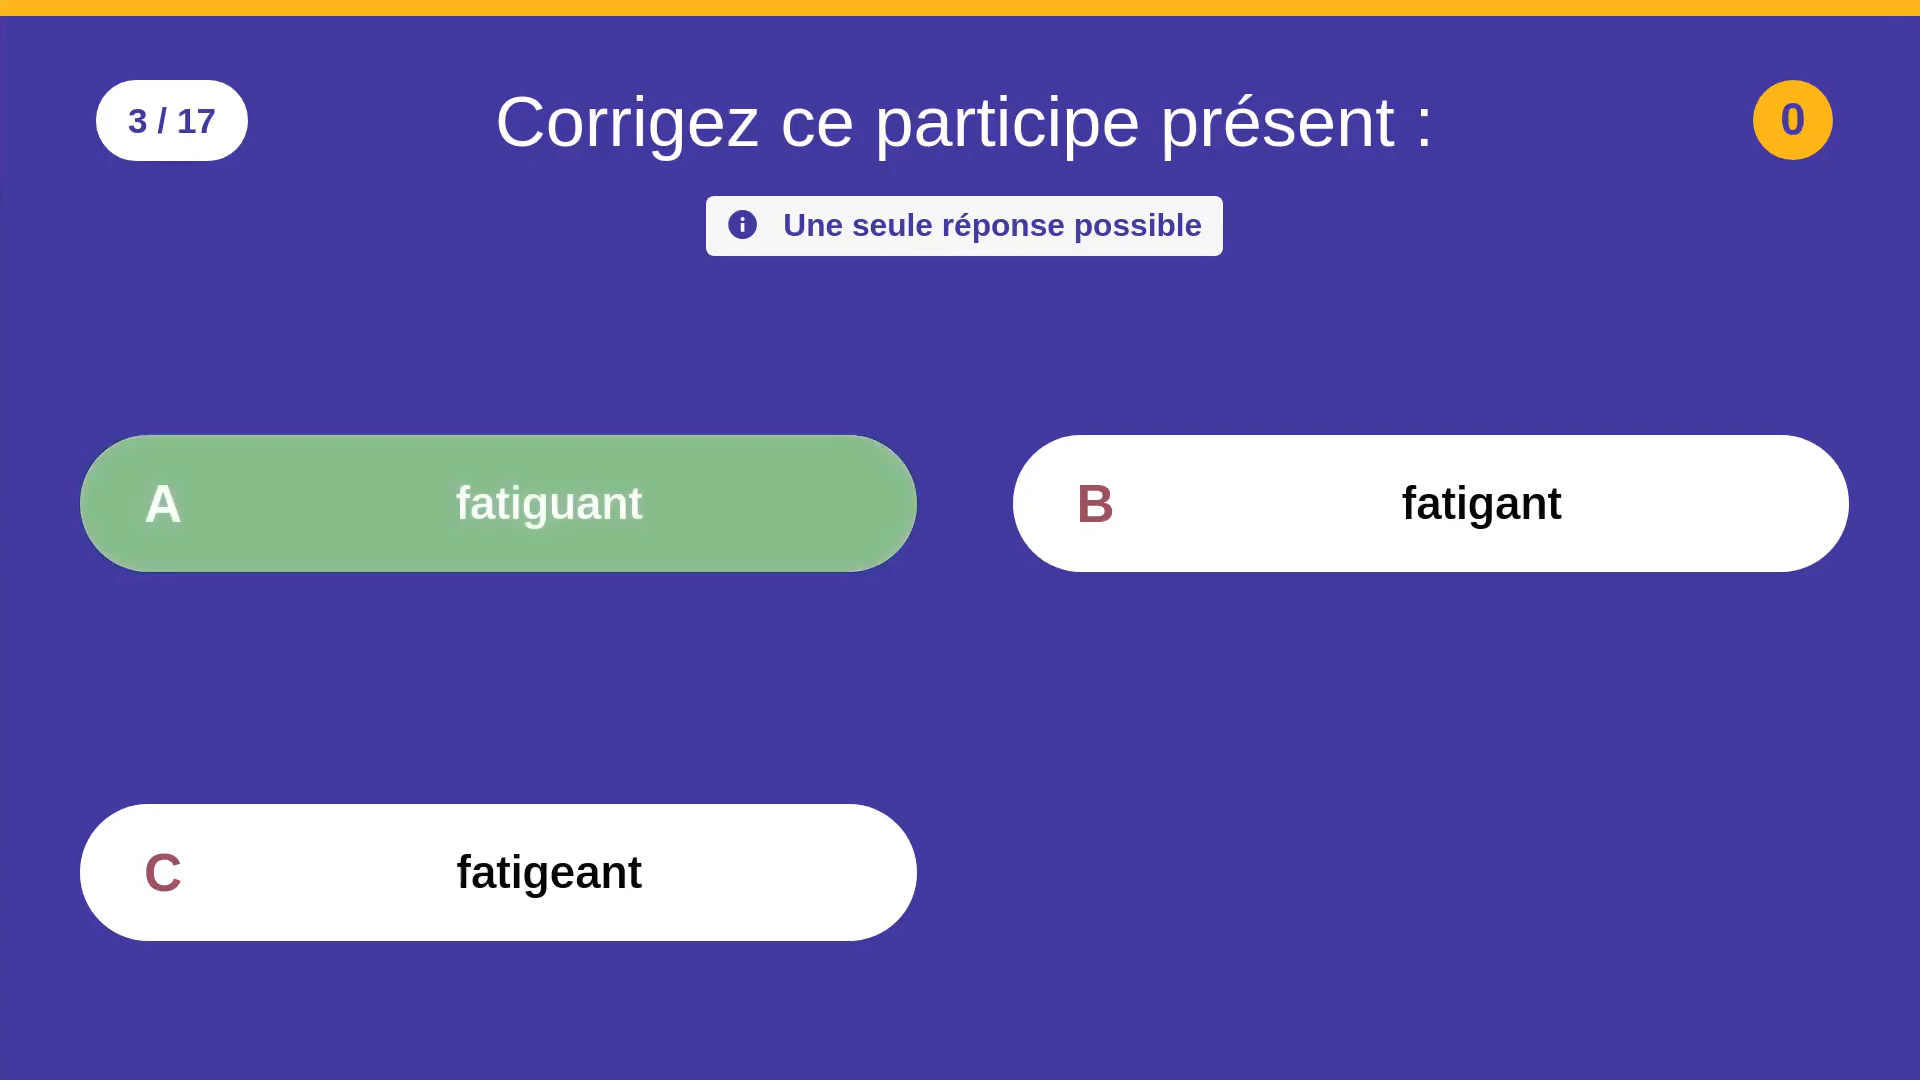 3 / 17
Corrigez ce participe présent :
0
Une seule réponse possible
A fatiguant
B fatigant
C fatigeant